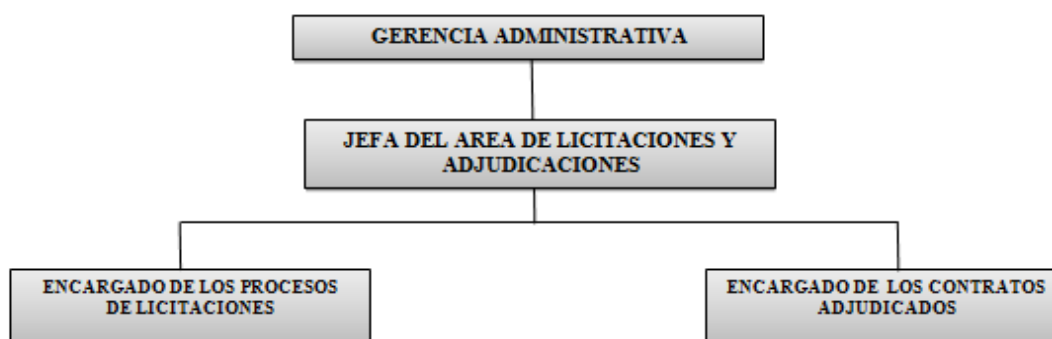 GERENCIA ADMINISTRATIVA
JEFA DEL AREA DE LICITACIONES Y
ADJUDICACIONES
ENCARGADO DE LOS PROCESOS
DE LICITACIONES
ENCARGADO DE LOS CONTRATOS
ADJUDICADOS